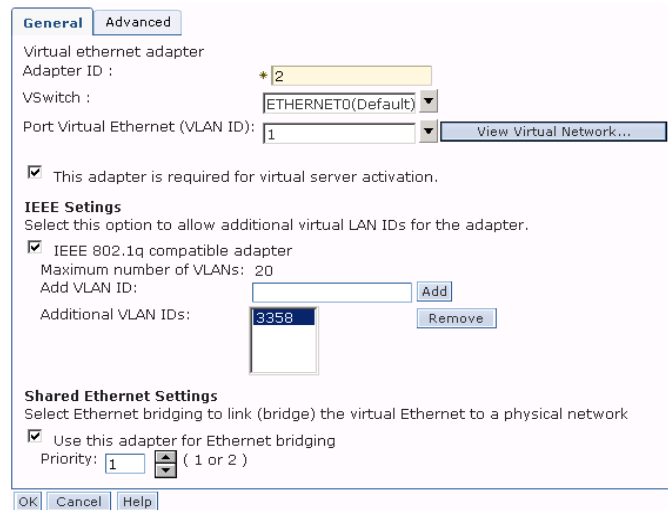 General Advanced
Virtual ethernet adapter
Adapter ID : * 2
VSwitch : ETHERNET0(Default)
Port Virtual Ethernet (VLAN ID): 1 View Virtual Network...
This adapter is required for virtual server activation.
IEEE Setings
Select this option to allow additional virtual LAN IDs for the adapter.
IEEE 802.1q compatible adapter
Maximum number of VLANs: 20
Add VLAN ID: Add
Additional VLAN IDs: 3358 Remove
Shared Ethernet Settings
Select Ethernet bridging to link (bridge) the virtual Ethernet to a physical network
Use this adapter for Ethernet bridging
Priority: 1 ( 1 or 2 )
OK Cancel Help